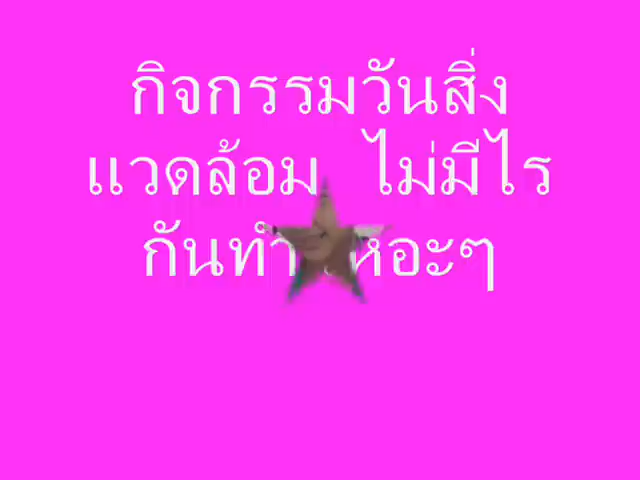 กิจกรรมวันสิ่ง
แวดล้อม ไม่มีไร
กันทำ หอะๆ